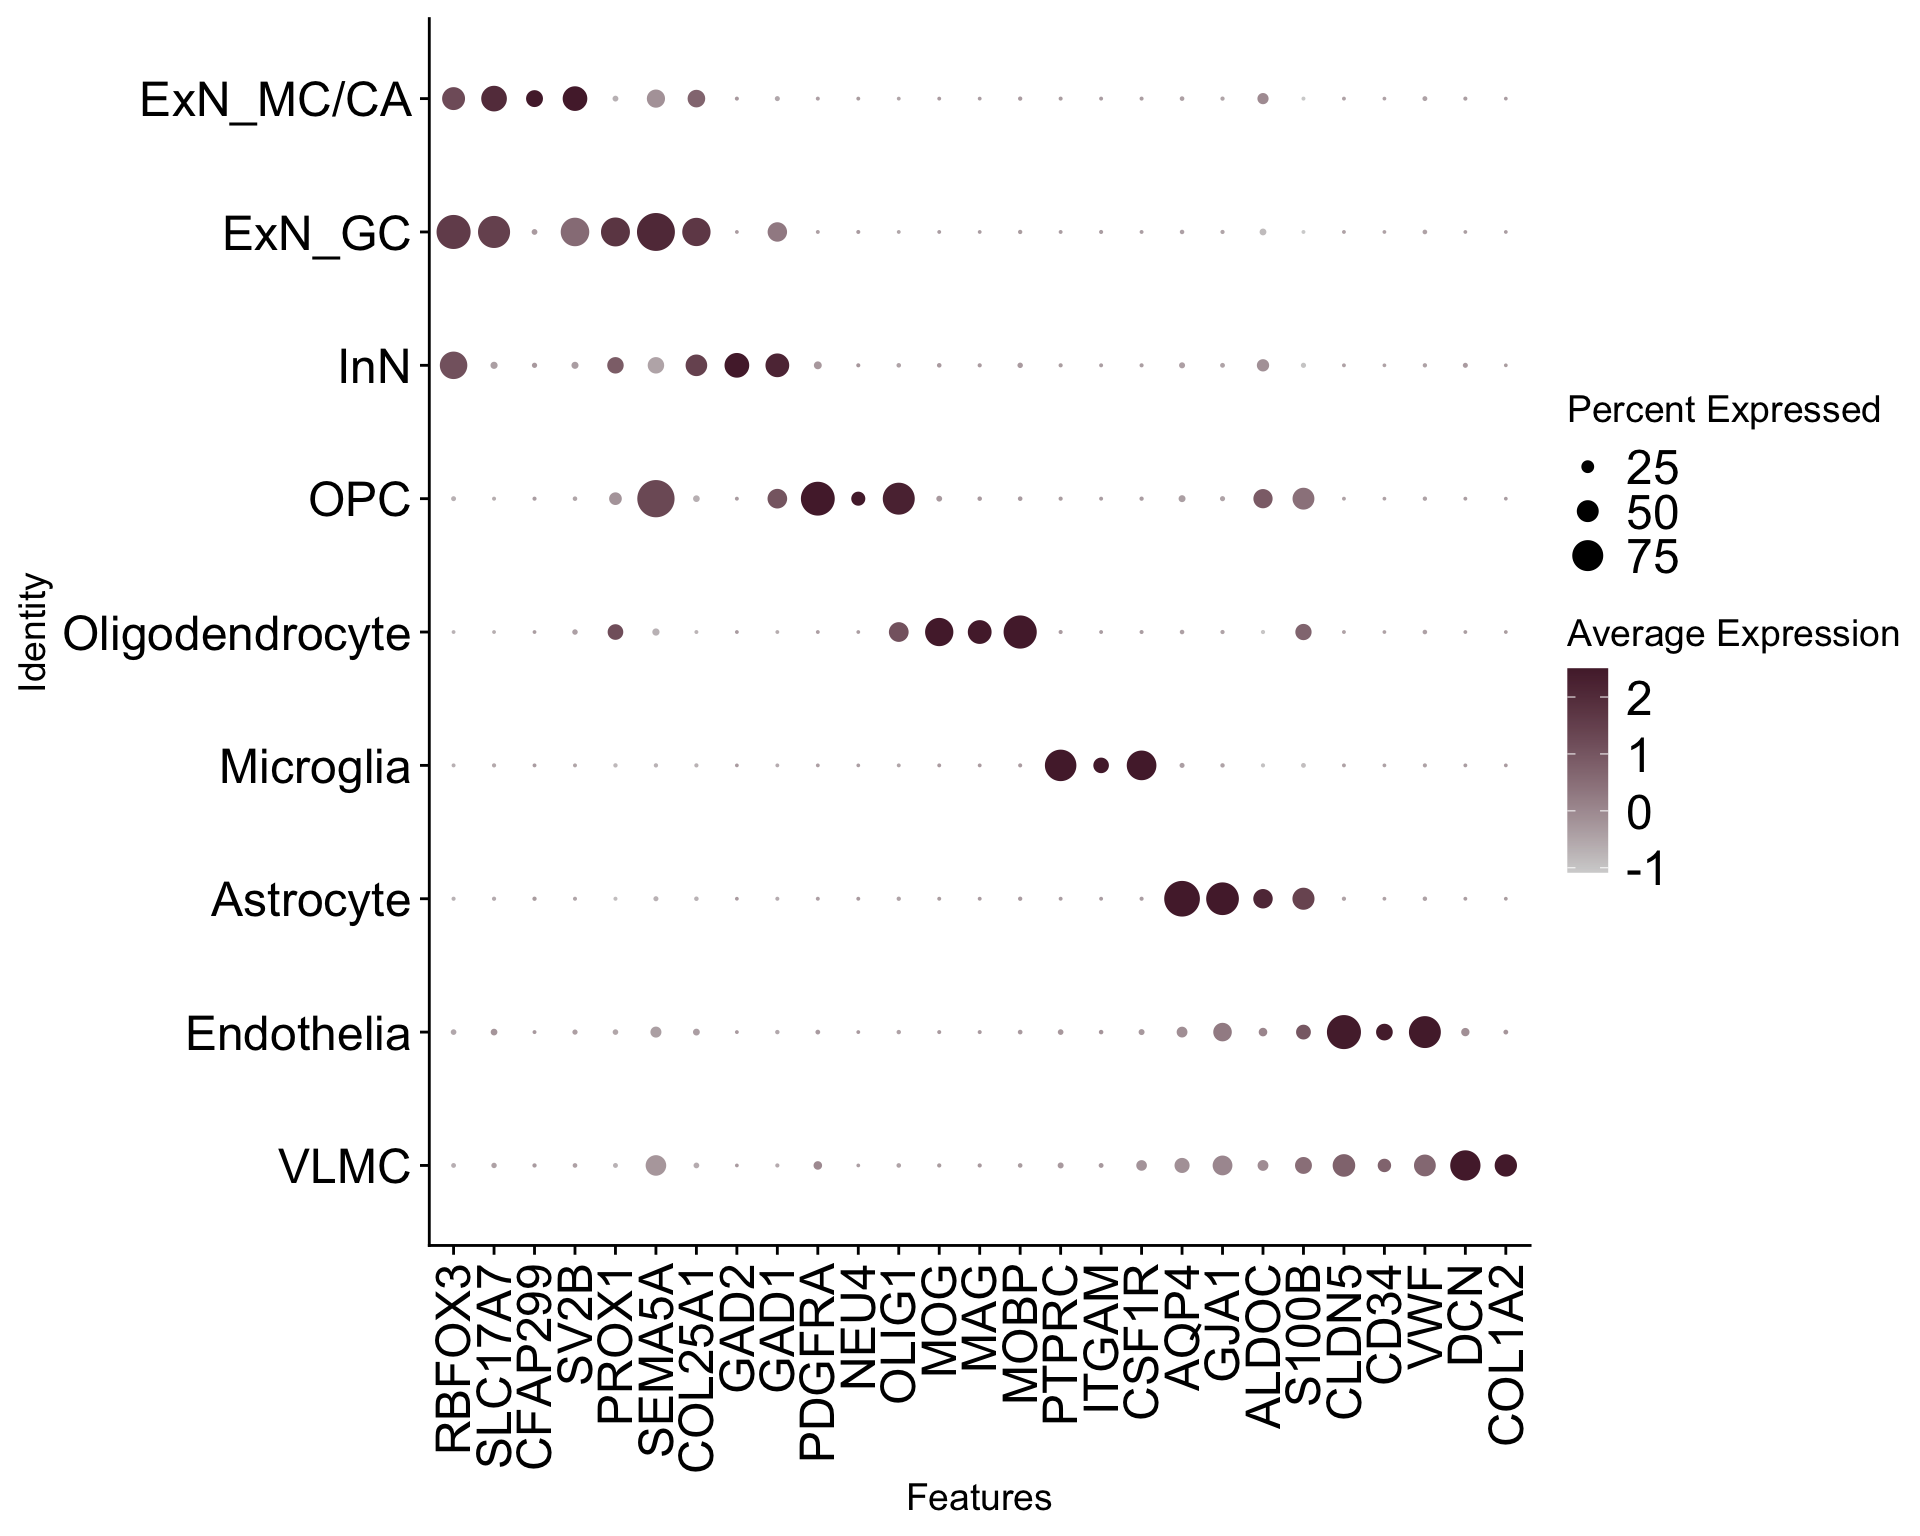 ExN_MC/CA
ExN_GC
InN
OPC
Oligodendrocyte
Microglia
Astrocyte
Endothelia
VLMC
Identity
RBFOX3
SLC17A7
CFAP299
SV2B
PROX1
SEMA5A
COL25A1
GAD2
GAD1
PDGFRA
NEU4
OLIG1
MOG
MAG
MOBP
PTPRC
ITGAM
CSF1R
AQP4
GJA1
ALDOC
S100B
CLDN5
CD34
VWF
DCN
COL1A2
Features
Percent Expressed
25
50
75
Average Expression
2
1
0
-1